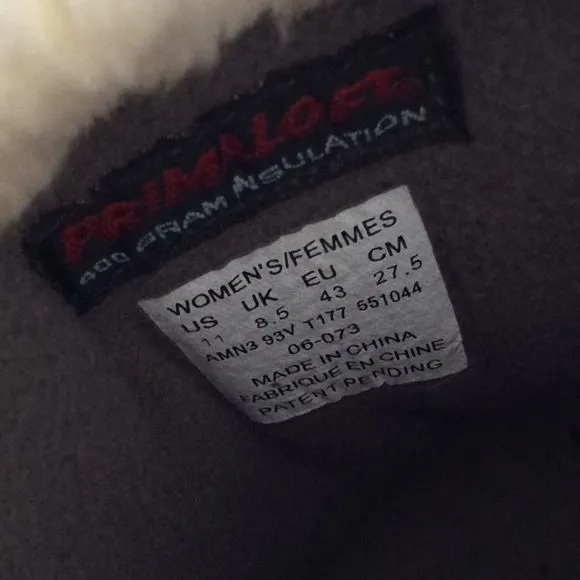 PRIMALOFT
400 GRAM INSULATION
WOMEN'S/FEMMES
US UK EU CM
11 8.5 43 27.5
AMN3 93V T177 551044
06-073
MADE IN CHINA
FABRIQUE EN CHINE
PATENT PENDING